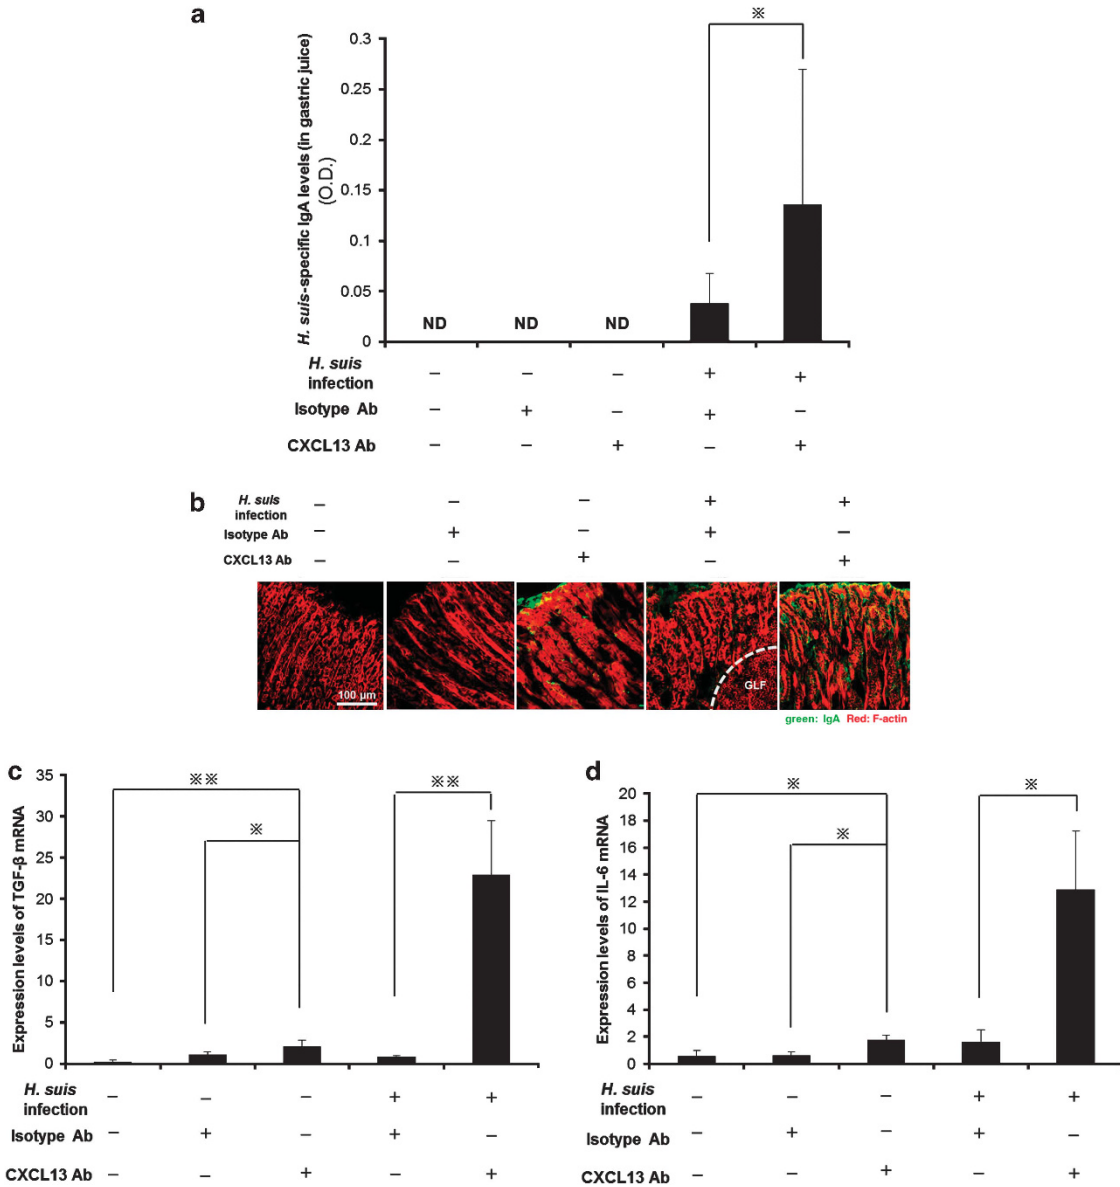 a
※
H. suis-specific IgA levels (in gastric juice)
(O.D.)
0.3
0.25
0.2
0.15
0.1
0.05
0
ND ND ND
H. suis
infection
– – – + +
Isotype Ab – + – + –
CXCL13 Ab – – + – +
b
H. suis
infection
– – – + +
Isotype Ab – + – + –
CXCL13 Ab – – + – +
100 µm
GLF
green: IgA Red: F-actin
c
Expression levels of TGF-β mRNA
35
30
25
20
15
10
5
0
※※
※
※※
H. suis
infection
– – – + +
Isotype Ab – + – + –
CXCL13 Ab – – + – +
d
Expression levels of IL-6 mRNA
20
18
16
14
12
10
8
6
4
2
0
※
※
※
H. suis
infection
– – – + +
Isotype Ab – + – + –
CXCL13 Ab – – + – +